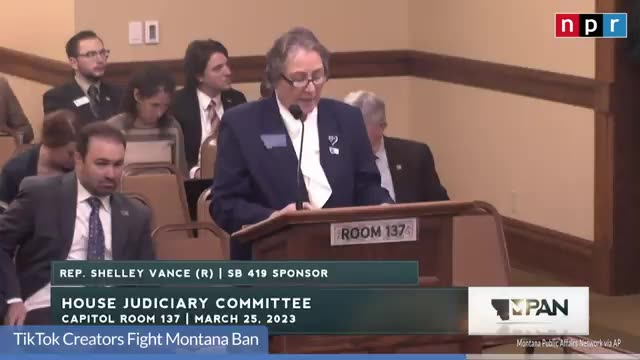 npr
ROOM 137
REP. SHELLEY VANCE (R) | SB 419 SPONSOR
HOUSE JUDICIARY COMMITTEE
CAPITOL ROOM 137 | MARCH 25, 2023
MPAN
TikTok Creators Fight Montana Ban
Montana Public Affairs Network via AP